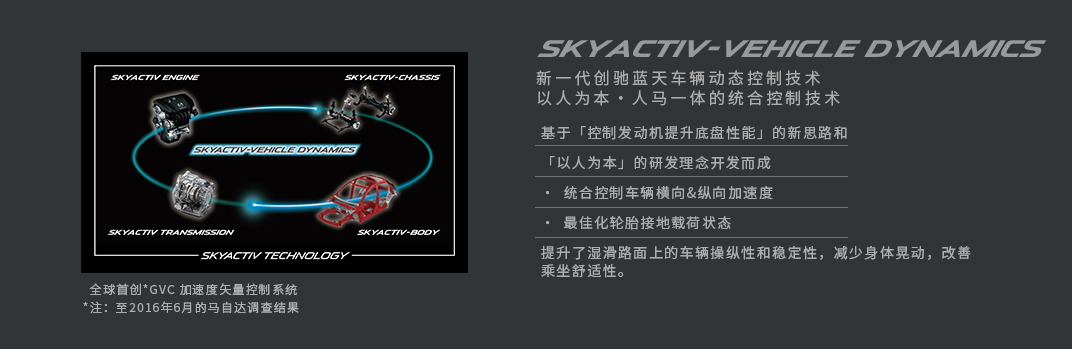 SKYACTIV ENGINE
SKYACTIV-CHASSIS
SKYACTIV-VEHICLE DYNAMICS
SKYACTIV TRANSMISSION
SKYACTIV-BODY
SKYACTIV TECHNOLOGY
全球首创*GVC 加速度矢量控制系统
*注：至2016年6月的马自达调查结果
SKYACTIV-VEHICLE DYNAMICS
新一代创驰蓝天车辆动态控制技术
以人为本・人马一体的统合控制技术
基于「控制发动机提升底盘性能」的新思路和
「以人为本」的研发理念开发而成
・ 统合控制车辆横向&纵向加速度
・ 最佳化轮胎接地载荷状态
提升了湿滑路面上的车辆操纵性和稳定性，减少身体晃动，改善
乘坐舒适性。